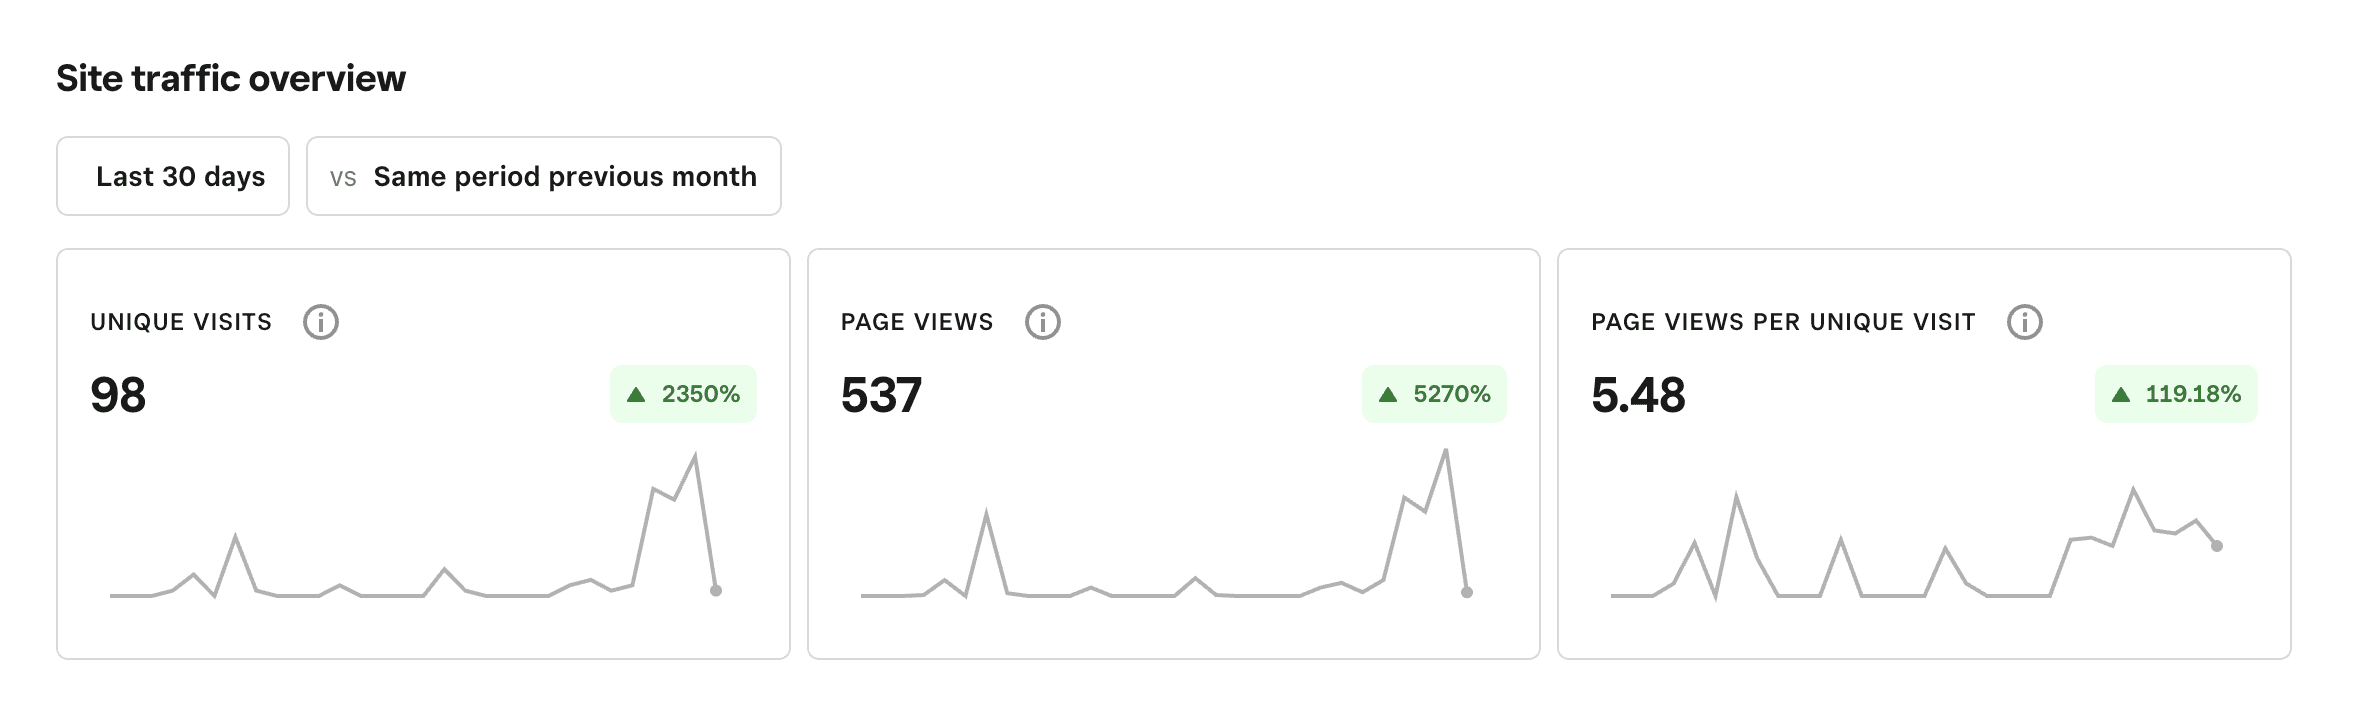 Site traffic overview
Last 30 days
vs Same period previous month
UNIQUE VISITS
98
2350%
PAGE VIEWS
537
5270%
PAGE VIEWS PER UNIQUE VISIT
5.48
119.18%